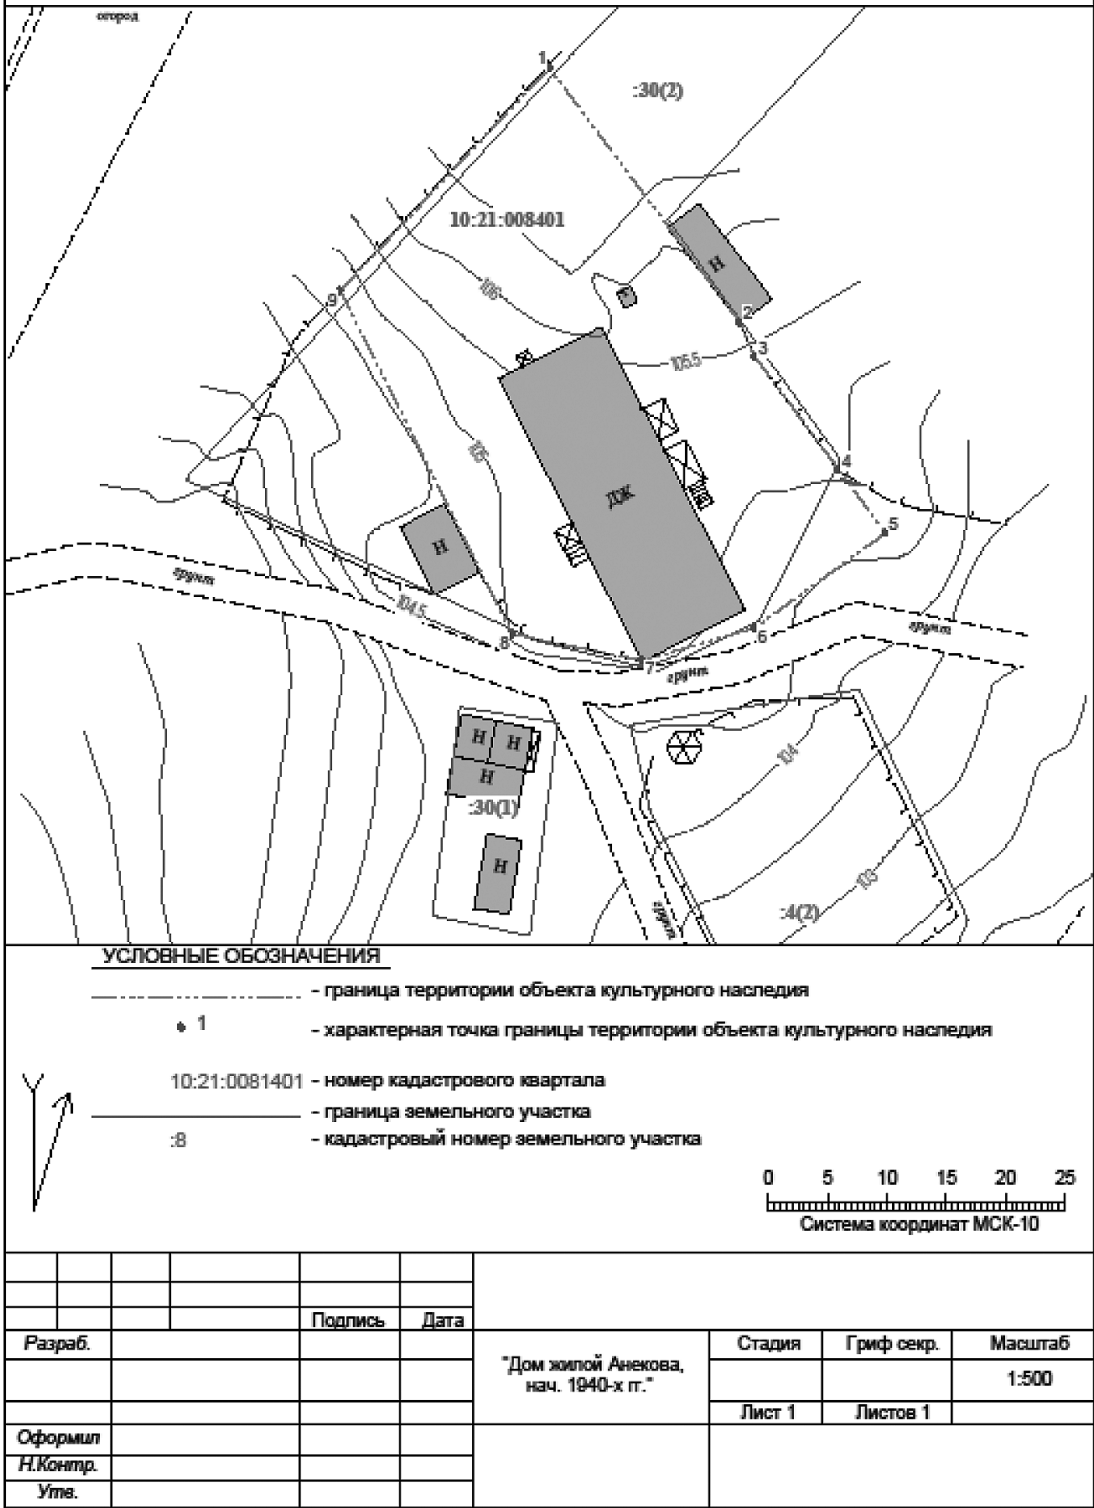 огород
1
:30(2)
10:21:008401
Н
9
106
2
3
105.5
105
4
ДЖ
5
Н
грунт
104.5
8
6
грунт
7
грунт
Н
Н
Н
:30(1)
104
Н
103
:4(2)
грунт
УСЛОВНЫЕ ОБОЗНАЧЕНИЯ
- граница территории объекта культурного наследия
1 - характерная точка границы территории объекта культурного наследия
10:21:0081401 - номер кадастрового квартала
- граница земельного участка
:8 - кадастровый номер земельного участка
0 5 10 15 20 25
Система координат МСК-10
Подпись Дата
Разраб.
"Дом жилой Анекова,
нач. 1940-х гг."
Стадия Гриф секр. Масштаб
1:500
Лист 1 Листов 1
Оформил
Н.Контр.
Утв.